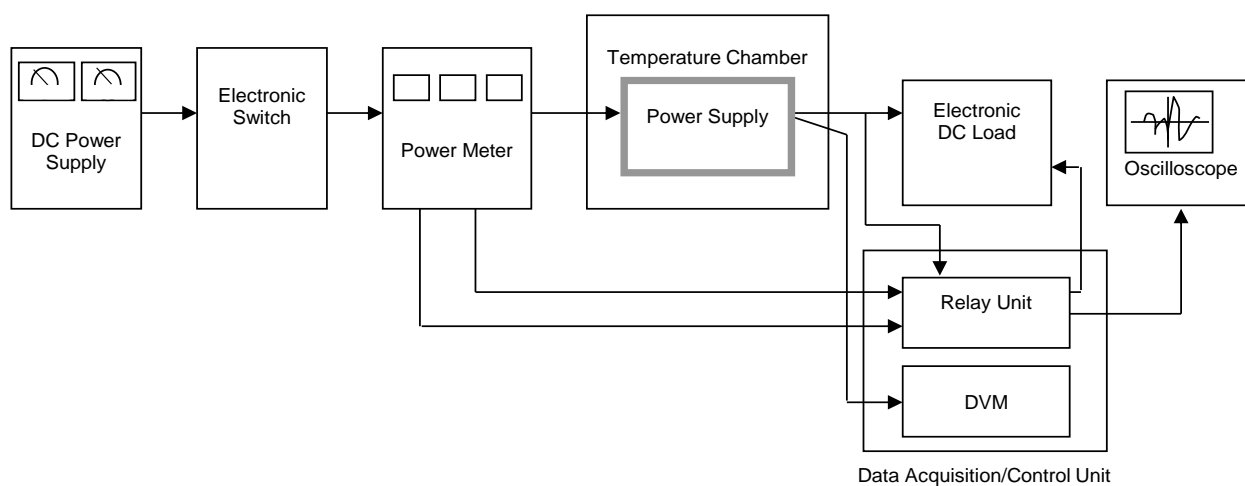 DC Power
Supply
Electronic
Switch
Power Meter
Temperature Chamber
Power Supply
Electronic
DC Load
Oscilloscope
Relay Unit
DVM
Data Acquisition/Control Unit